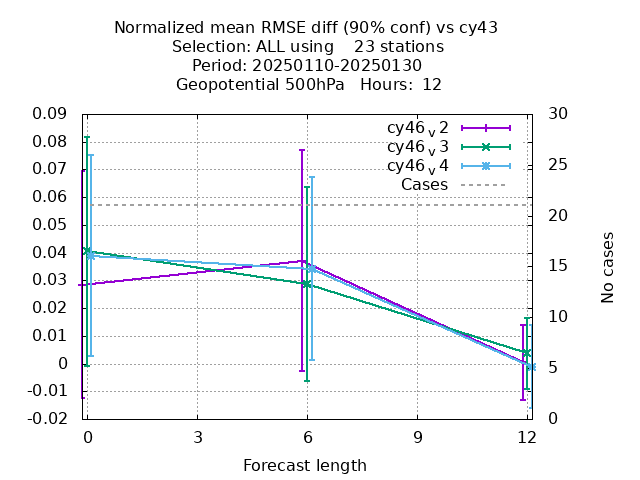 Normalized mean RMSE diff (90% conf) vs cy43
Selection: ALL using    23 stations
Period: 20250110-20250130
Geopotential 500hPa   Hours:  12
0.09
0.08
0.07
0.06
0.05
0.04
0.03
0.02
0.01
0
-0.01
-0.02
cy46v2
cy46v3
cy46v4
Cases
30
25
20
15
10
5
0
No cases
0 3 6 9 12
Forecast length